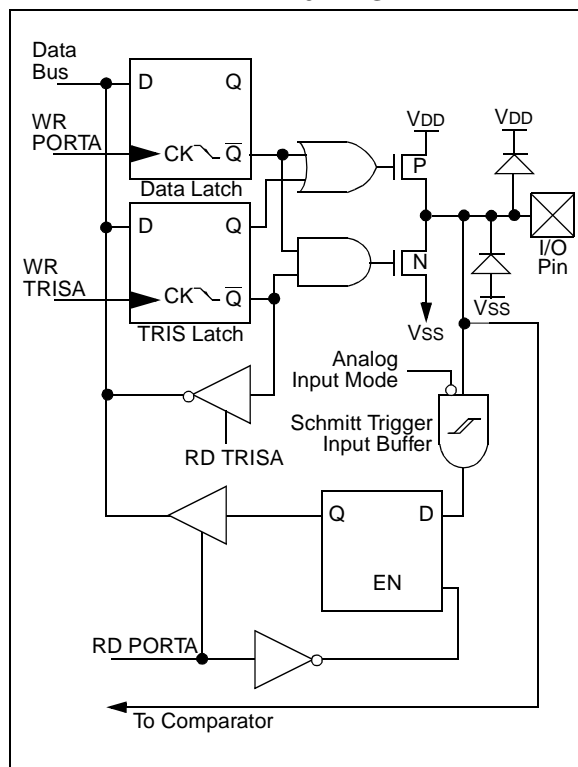 Data
Bus
D Q
WR
PORTA
CK Q
Data Latch
VDD
P
VDD
D Q
WR
TRISA
CK Q
TRIS Latch
N
VSS
VSS
I/O
Pin
Analog
Input Mode
Schmitt Trigger
Input Buffer
RD TRISA
Q D
EN
RD PORTA
To Comparator